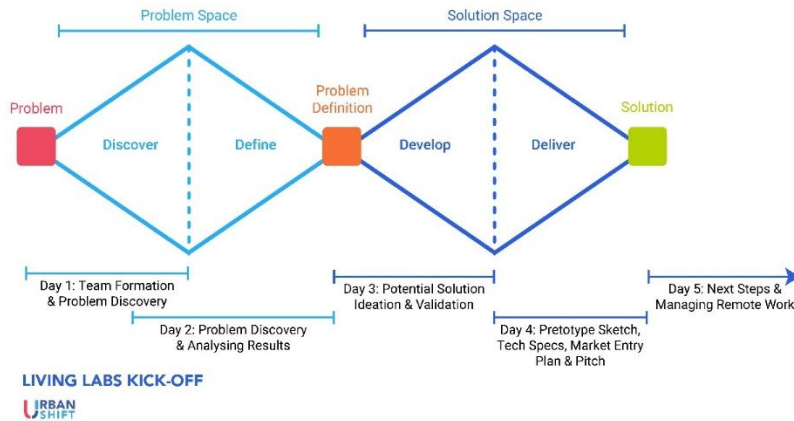 Problem Space
Solution Space
Problem
Problem
Definition
Solution
Discover
Define
Develop
Deliver
Day 1: Team Formation
& Problem Discovery
Day 2: Problem Discovery
& Analysing Results
Day 3: Potential Solution
Ideation & Validation
Day 4: Pretotype Sketch,
Tech Specs, Market Entry
Plan & Pitch
Day 5: Next Steps &
Managing Remote Work
LIVING LABS KICK-OFF
URBAN
SHIFT